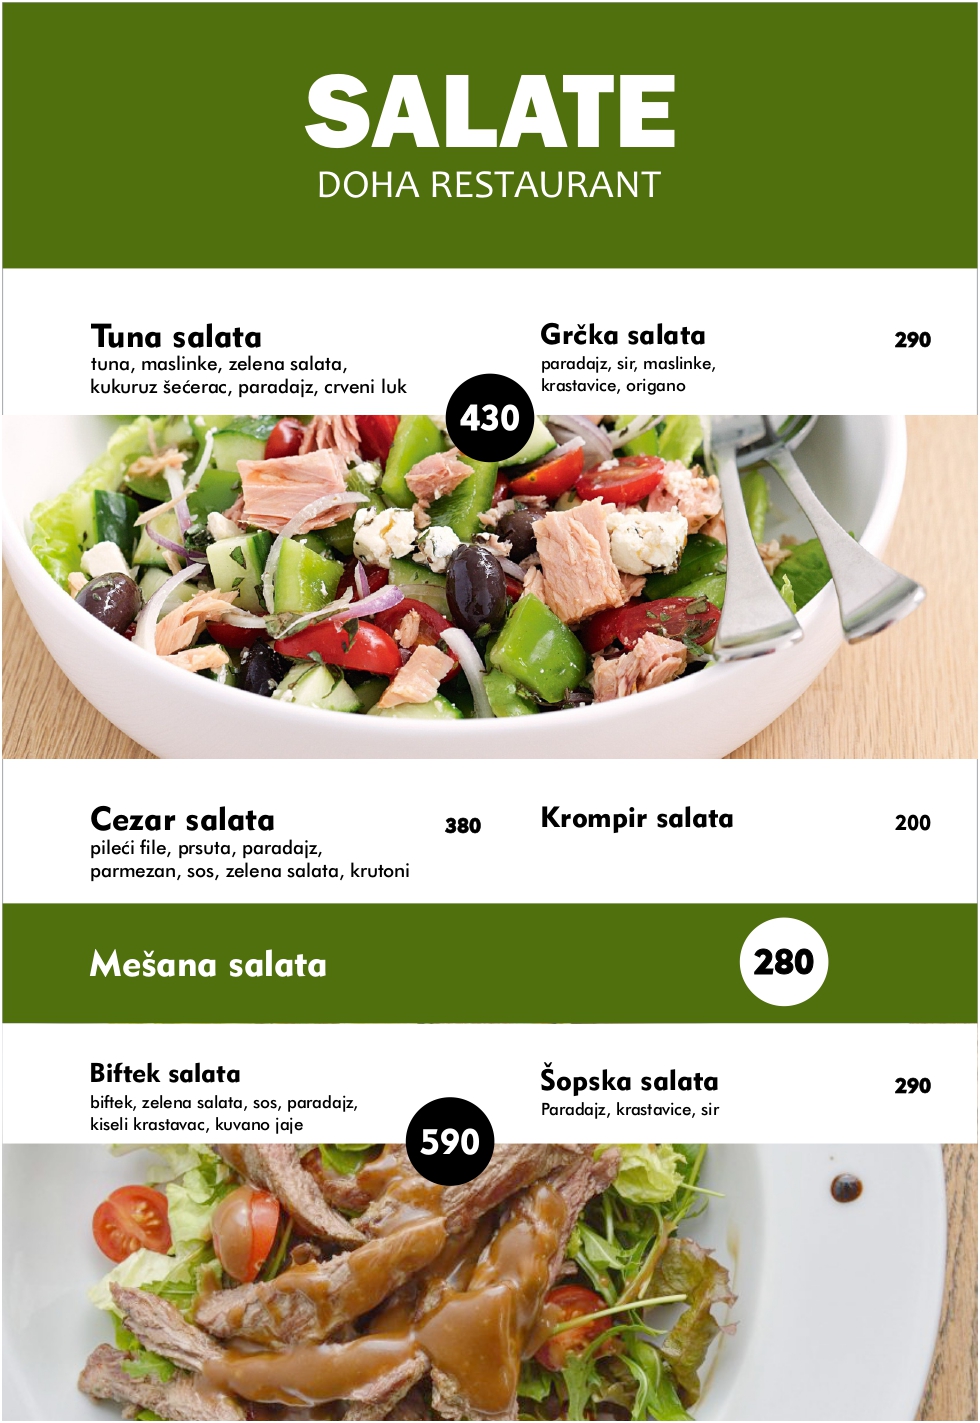 SALATE
DOHA RESTAURANT
Tuna salata
tuna, maslinke, zelena salata,
kukuruz šećerac, paradajz, crveni luk
430
Grčka salata
290
paradajz, sir, maslinke,
krastavice, origano
Cezar salata
380
pileći file, prsuta, paradajz,
parmezan, sos, zelena salata, krutoni
Krompir salata
200
Mešana salata
280
Biftek salata
biftek, zelena salata, sos, paradajz,
kiseli krastavac, kuvano jaje
590
Šopska salata
290
Paradajz, krastavice, sir